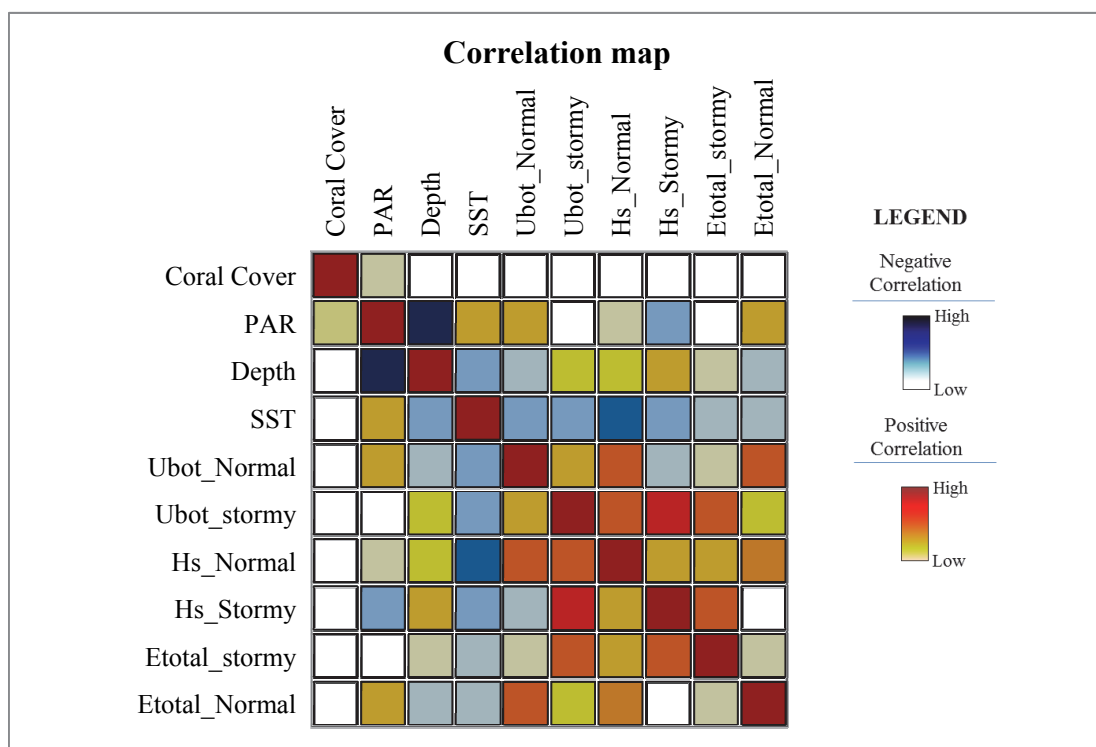 Correlation map
Coral Cover
PAR
Depth
SST
Ubot_Normal
Ubot_stormy
Hs_Normal
Hs_Stormy
Etotal_stormy
Etotal_Normal
Coral Cover
PAR
Depth
SST
Ubot_Normal
Ubot_stormy
Hs_Normal
Hs_Stormy
Etotal_stormy
Etotal_Normal
LEGEND
Negative
Correlation
High
Low
Positive
Correlation
High
Low